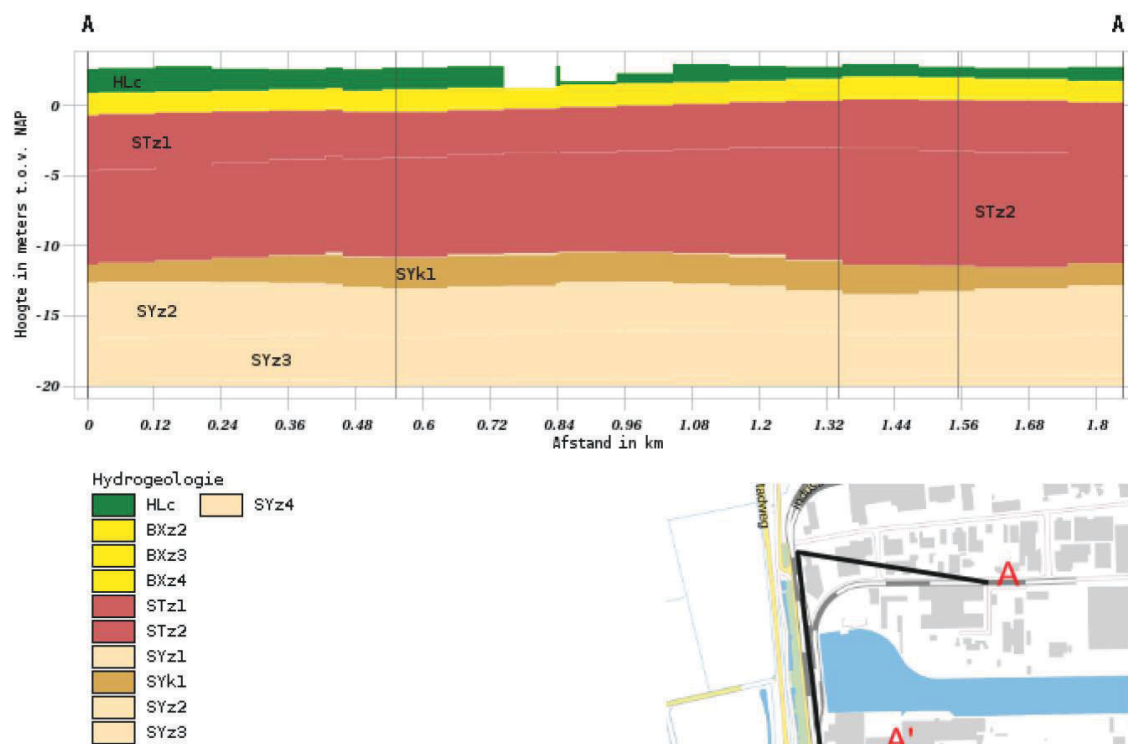 A A
HLc
0
STz1
-5
STz2
-10
SYk1
-15
SYz2
SYz3
-20
Hoogte in meters t.o.v. NAP
0 0.12 0.24 0.36 0.48 0.6 0.72 0.84 0.96 1.08 1.2 1.32 1.44 1.56 1.68 1.8
Afstand in km
Hydrogeologie
HLc SYz4
BXz2
BXz3
BXz4
STz1
STz2
SYz1
SYk1
SYz2
SYz3
tadweg
A
A'